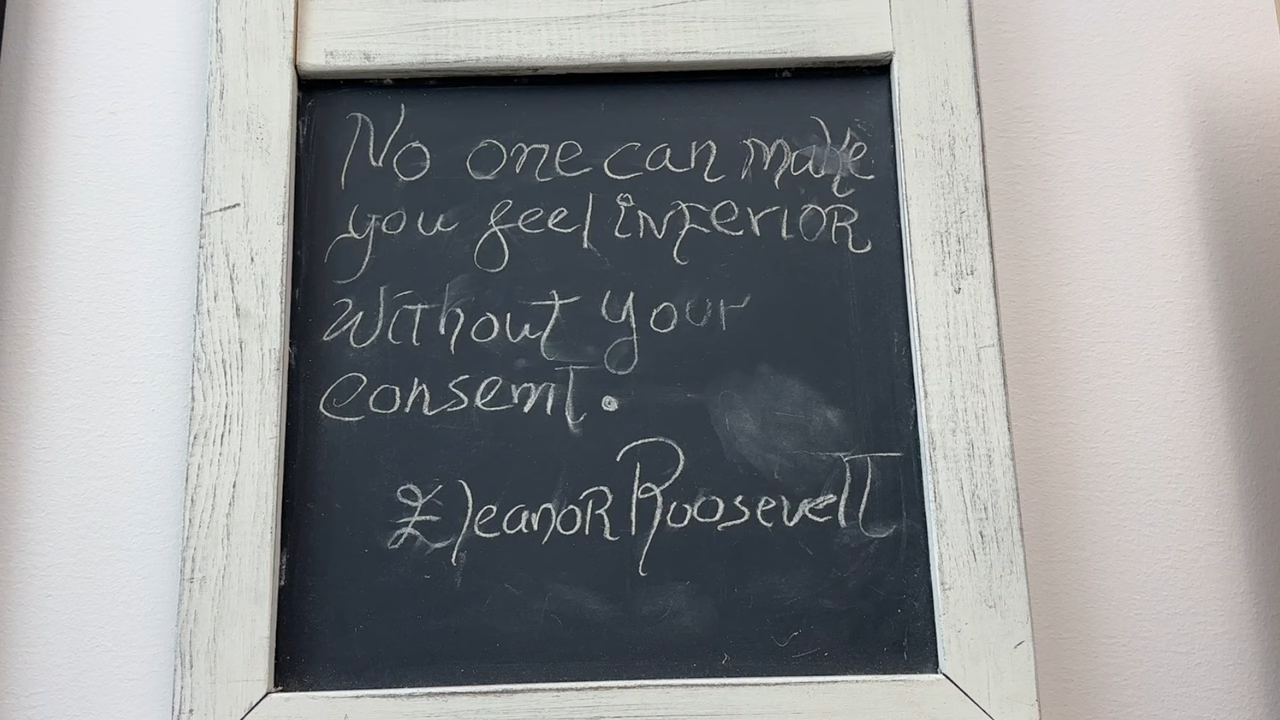 No one can make
you feel inferior
without your
consent.
Eleanor Roosevelt